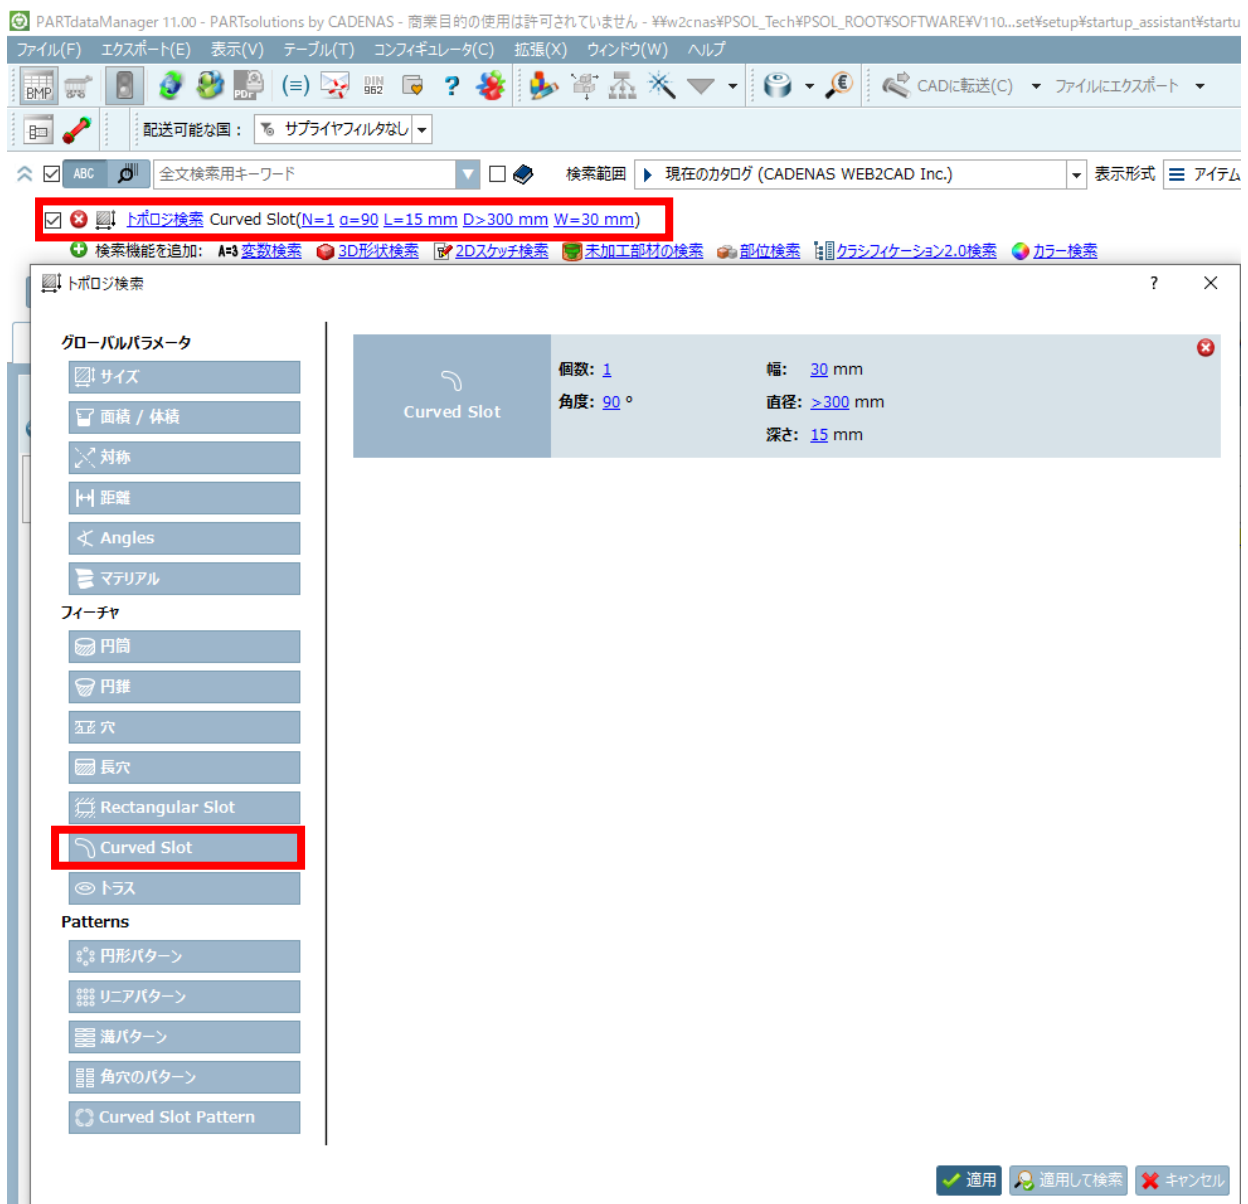 PARTdataManager 11.00 - PARTsolutions by CADENAS - 商業目的の使用は許可されていません - ¥¥w2cnas¥PSOL_Tech¥PSOL_ROOT¥SOFTWARE¥V110...set¥setup¥startup_assistant¥startu
ファイル(F) エクスポート(E) 表示(V) テーブル(T) コンフィギュレータ(C) 拡張(X) ウィンドウ(W) ヘルプ
BMP PDF (=) DIN 962 ? € CADに転送(C) ファイルにエクスポート
配送可能な国： サプライヤフィルタなし
ABC 全文検索用キーワード 検索範囲 現在のカタログ (CADENAS WEB2CAD Inc.) 表示形式 アイテム
トポロジ検索 Curved Slot(N=1 α=90 L=15 mm D>300 mm W=30 mm)
検索機能を追加: A=3 変数検索 3D形状検索 2Dスケッチ検索 未加工部材の検索 部位検索 クラシフィケーション2.0検索 カラー検索
トポロジ検索 ?
グローバルパラメータ
サイズ
面積 / 体積
対称
距離
Angles
マテリアル
フィーチャ
円筒
円錐
穴
長穴
Rectangular Slot
Curved Slot
トラス
Patterns
円形パターン
リニアパターン
溝パターン
角穴のパターン
Curved Slot Pattern
Curved Slot
個数: 1 幅: 30 mm
角度: 90 ° 直径: >300 mm
深さ: 15 mm
適用 適用して検索 キャンセル